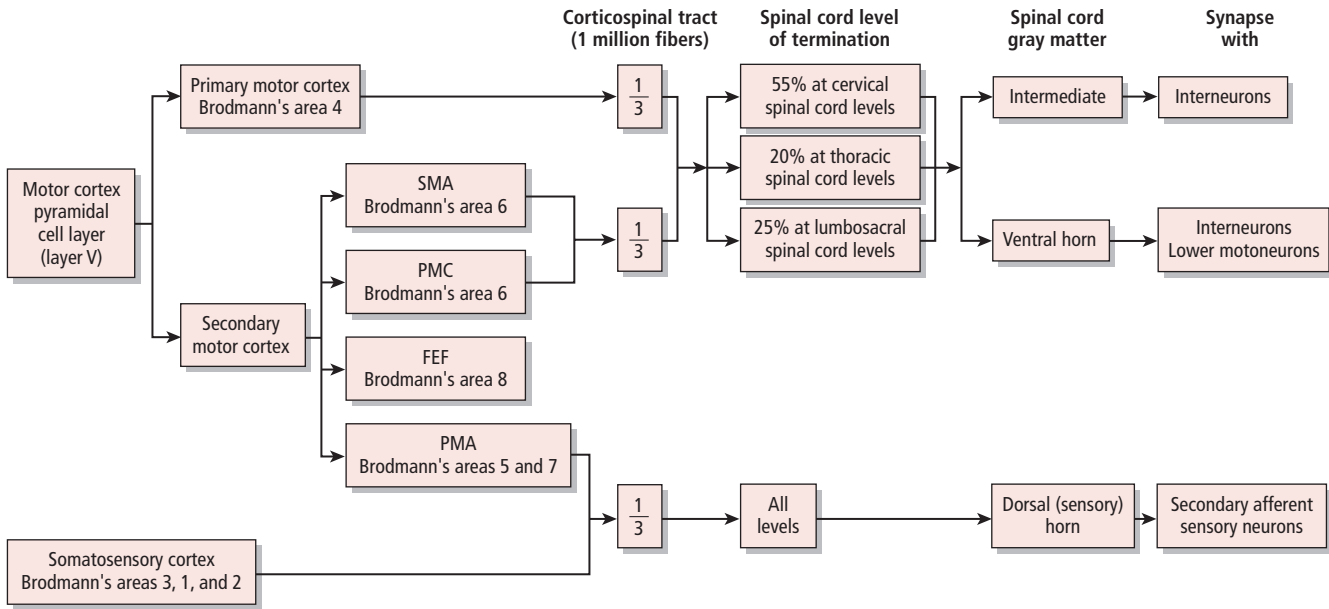 Corticospinal tract
(1 million fibers)
Spinal cord level
of termination
Spinal cord
gray matter
Synapse
with
Primary motor cortex
Brodmann's area 4
1
3
55% at cervical
spinal cord levels
Intermediate
Interneurons
Motor cortex
pyramidal
cell layer
(layer V)
SMA
Brodmann's area 6
20% at thoracic
spinal cord levels
PMC
Brodmann's area 6
1
3
25% at lumbosacral
spinal cord levels
Ventral horn
Interneurons
Lower motoneurons
Secondary
motor cortex
FEF
Brodmann's area 8
PMA
Brodmann's areas 5 and 7
1
3
All
levels
Dorsal (sensory)
horn
Secondary afferent
sensory neurons
Somatosensory cortex
Brodmann's areas 3, 1, and 2